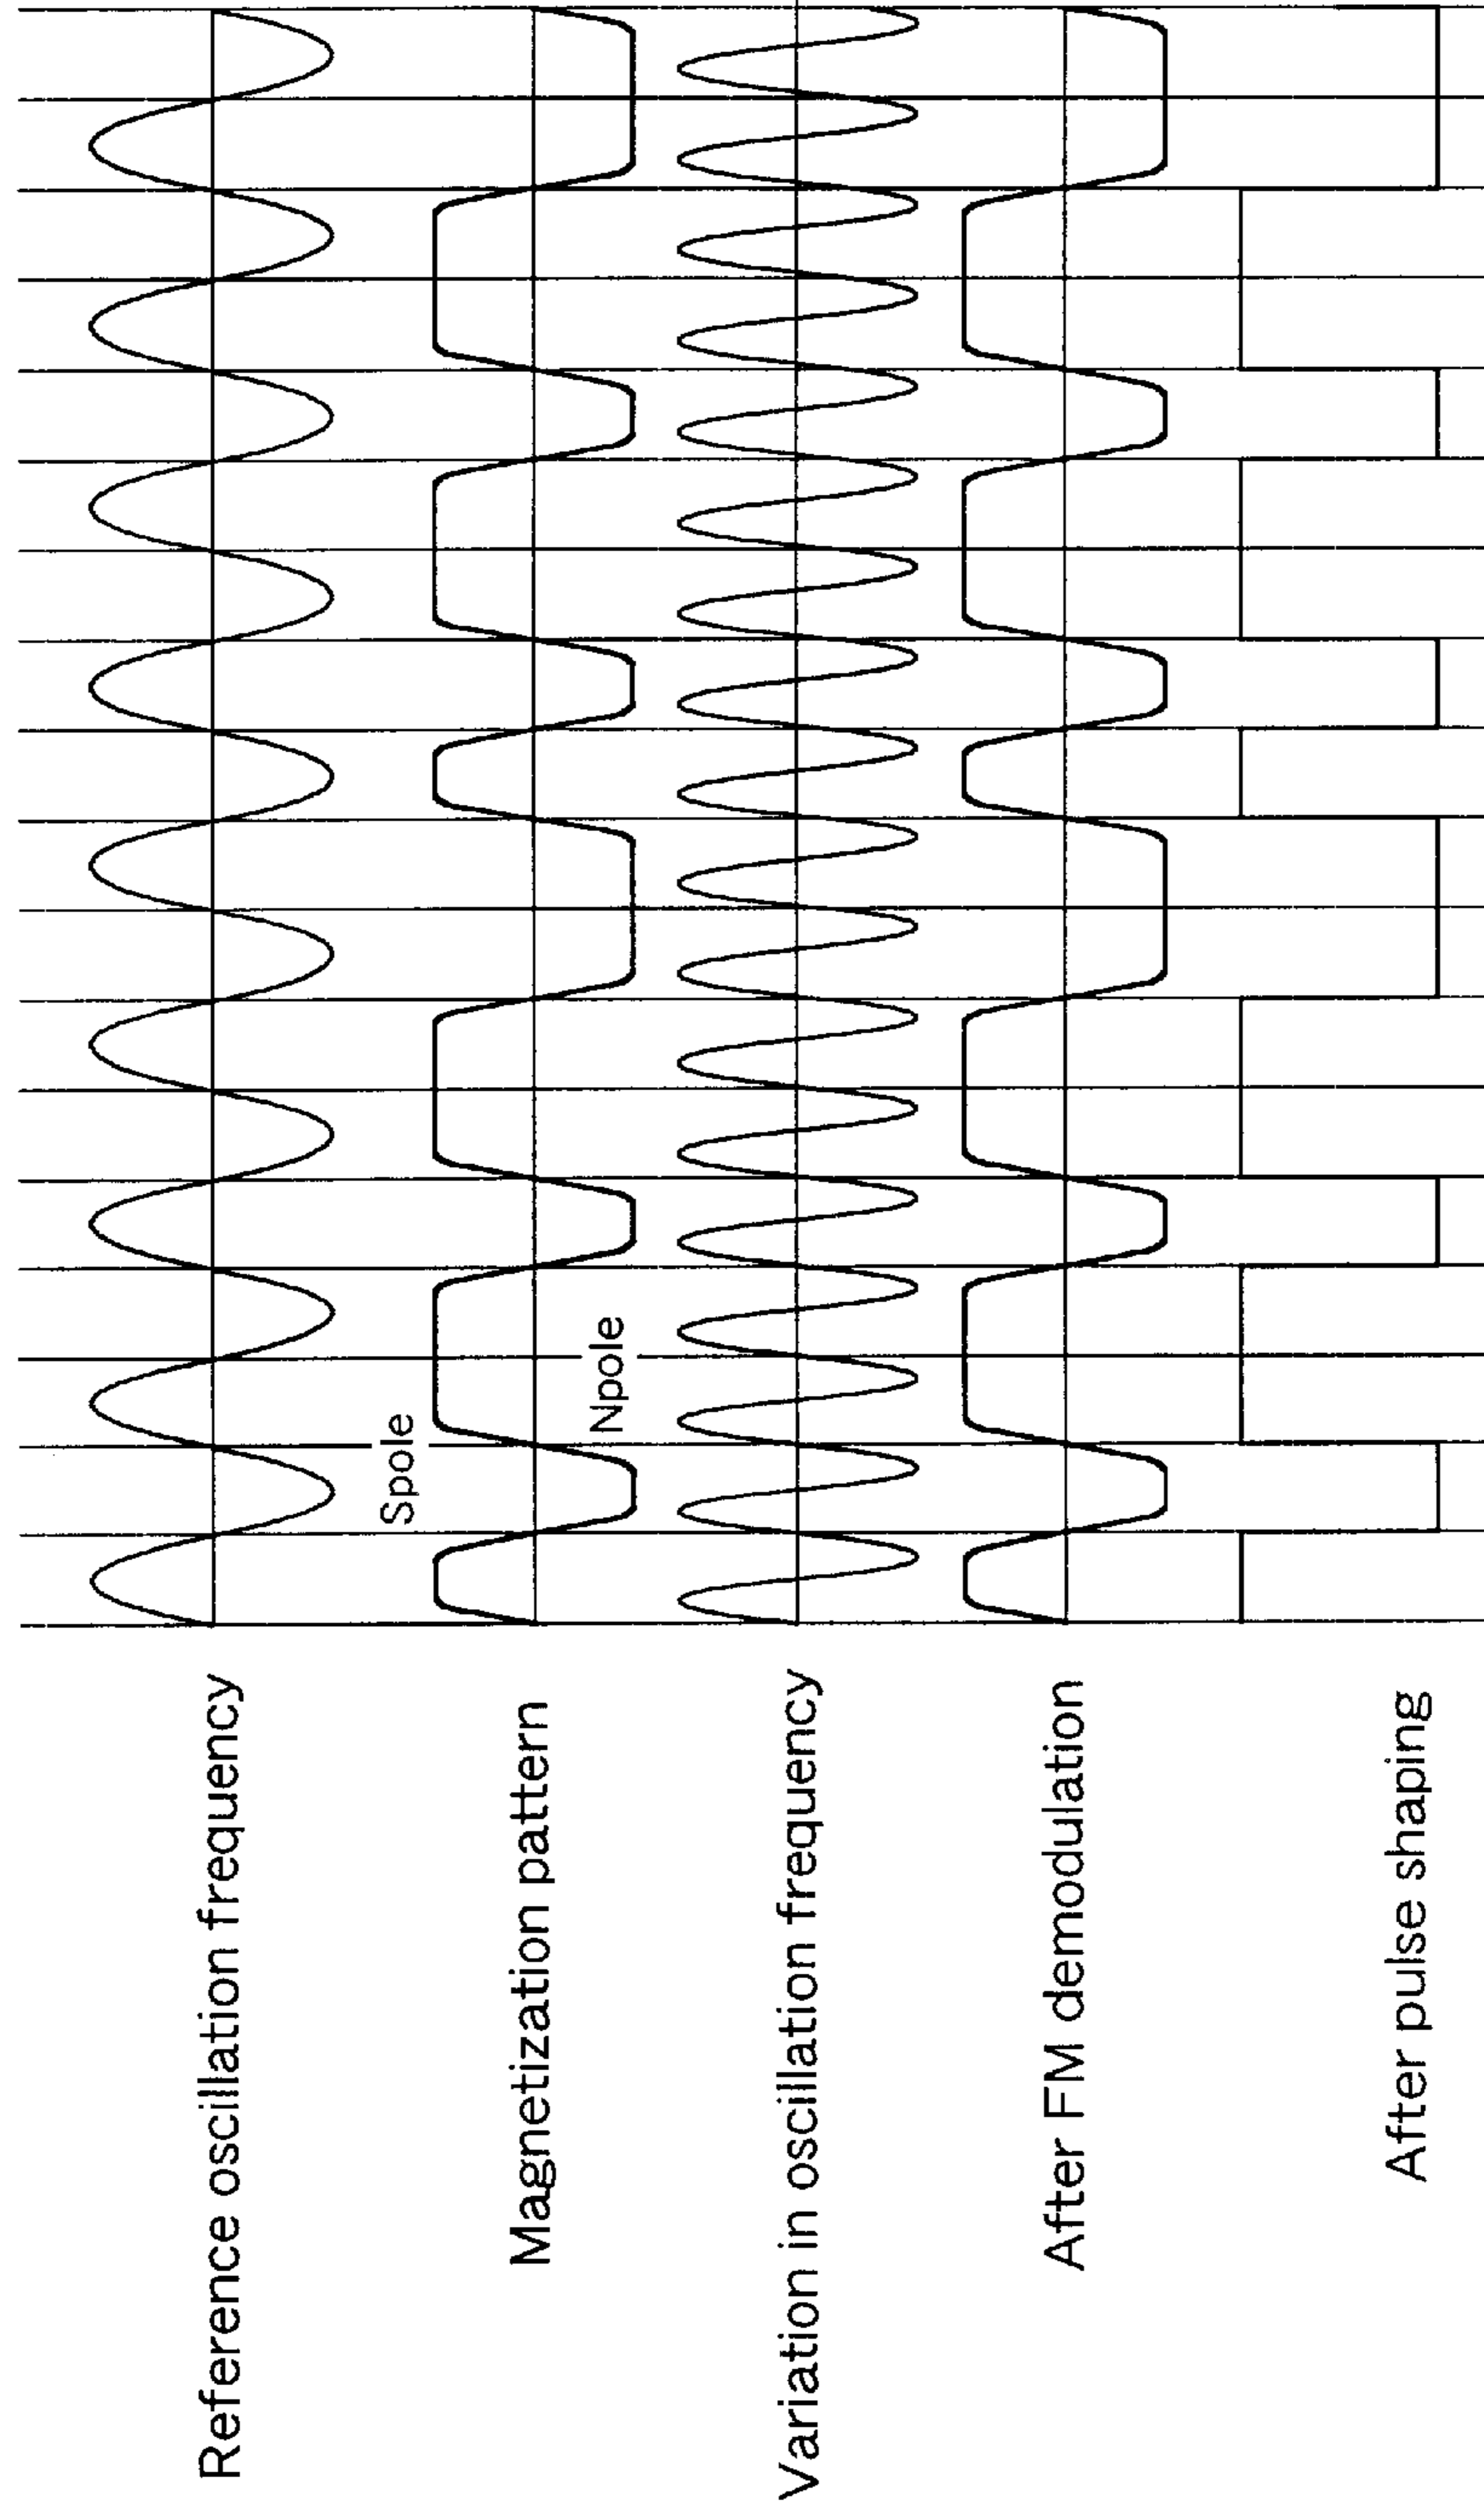 Reference oscillation frequency
Spole
Magnetization pattern
Npole
Variation in oscillation frequency
After FM demodulation
After pulse shaping